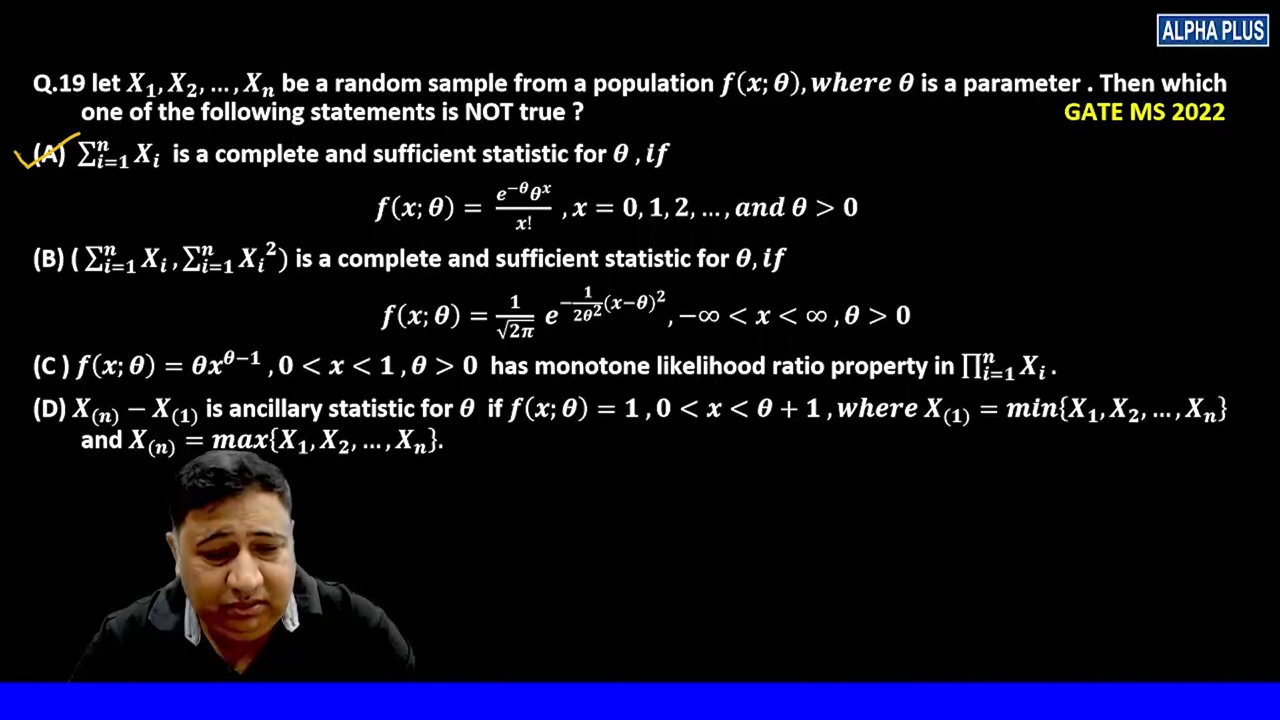 ALPHA PLUS
Q.19 let X₁, X₂, ..., Xₙ be a random sample from a population f(x; θ), where θ is a parameter . Then which
one of the following statements is NOT true ?
GATE MS 2022
(A) ∑ⁿᵢ₌₁ Xᵢ is a complete and sufficient statistic for θ , if
f(x; θ) = e^{-θ}θ^x / x! , x = 0, 1, 2, ..., and θ > 0
(B) ( ∑ⁿᵢ₌₁ Xᵢ , ∑ⁿᵢ₌₁ Xᵢ² ) is a complete and sufficient statistic for θ, if
f(x; θ) = 1/√2π e^{-1/2θ² (x-θ)²} , -∞ < x < ∞ , θ > 0
(C ) f(x; θ) = θx^{θ-1} , 0 < x < 1 , θ > 0 has monotone likelihood ratio property in ∏ⁿᵢ₌₁ Xᵢ .
(D) X₍ₙ₎ − X₍₁₎ is ancillary statistic for θ if f(x; θ) = 1 , 0 < x < θ + 1 , where X₍₁₎ = min{X₁, X₂, ..., Xₙ}
and X₍ₙ₎ = max{X₁, X₂, ..., Xₙ}.